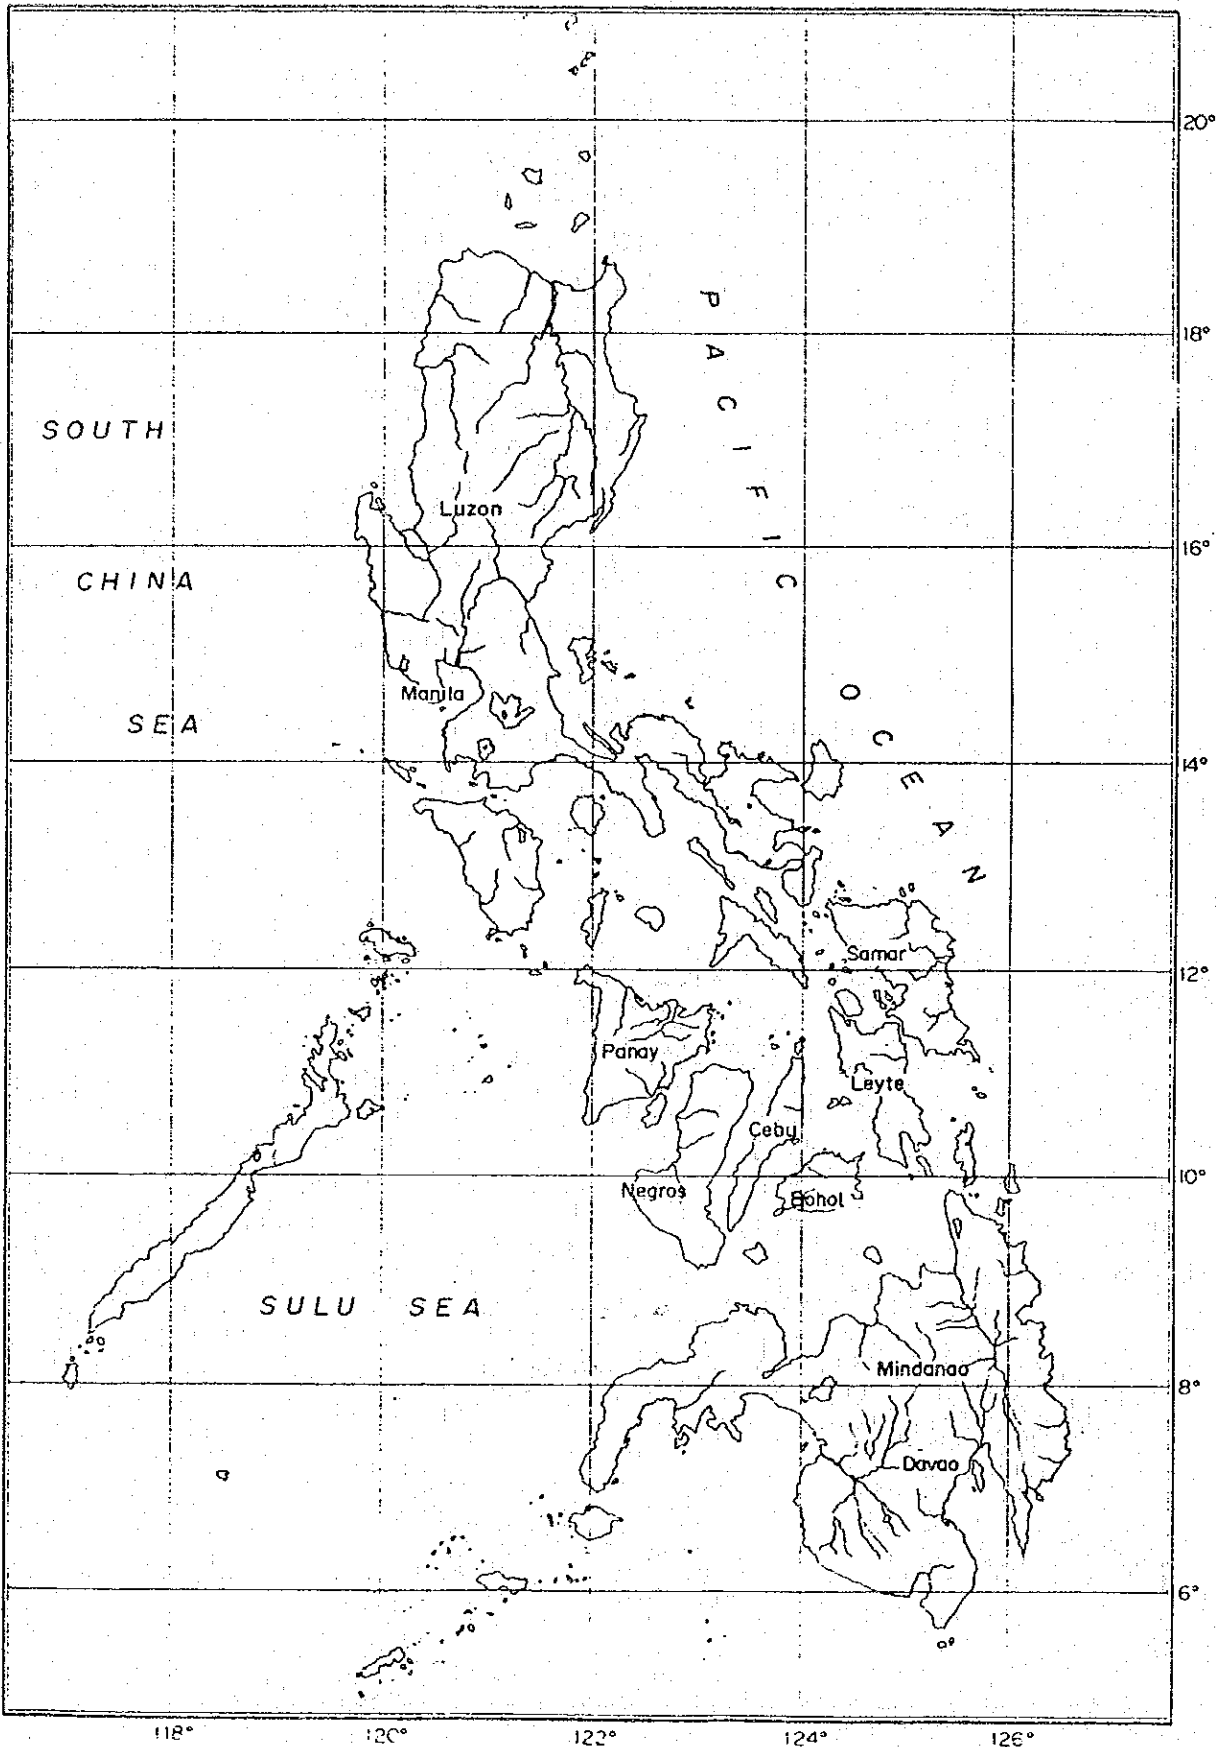 20°
PACIFIC
18°
SOUTH
Luzon
16°
CHINA
Manila
OCEAN
SEA
14°
Samar
12°
Panay
Leyte
Cebu
Negros
Bohol
10°
SULU SEA
Mindanao
8°
Davao
6°
118° 120° 122° 124° 126°